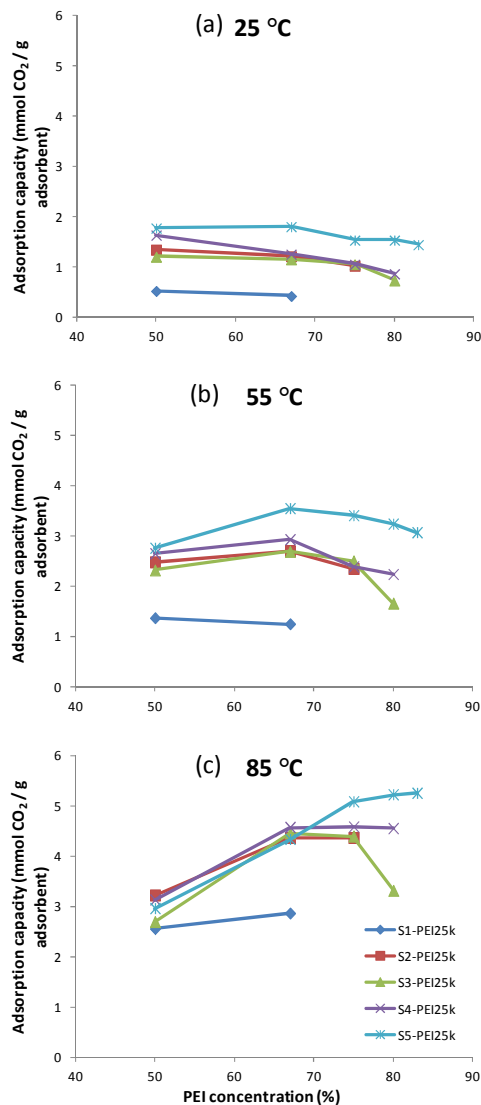 (a) 25 °C
Adsorption capacity (mmol CO₂ / g
adsorbent)
6
5
4
3
2
1
0
40 50 60 70 80 90
(b) 55 °C
Adsorption capacity (mmol CO₂ / g
adsorbent)
6
5
4
3
2
1
0
40 50 60 70 80 90
(c) 85 °C
Adsorption capacity (mmol CO₂ / g
adsorbent)
6
5
4
3
2
1
0
S1-PEI25k
S2-PEI25k
S3-PEI25k
S4-PEI25k
S5-PEI25k
40 50 60 70 80 90
PEI concentration (%)